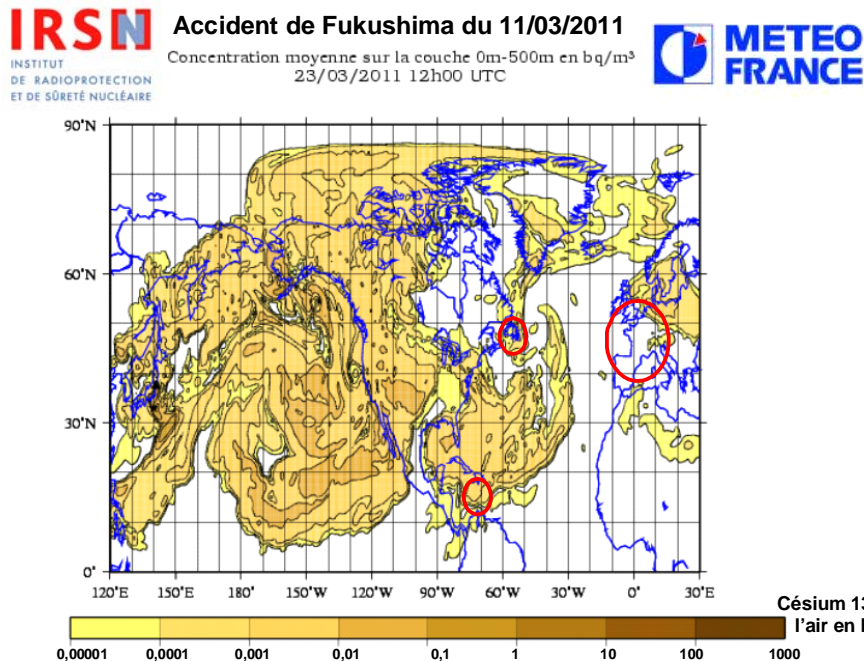 IRSN
INSTITUT
DE RADIOPROTECTION
ET DE SÛRETÉ NUCLÉAIRE
Accident de Fukushima du 11/03/2011
Concentration moyenne sur la couche 0m-500m en bq/m³
23/03/2011 12h00 UTC
METEO
FRANCE
90°N
60°N
30°N
0°
120°E 150°E 180° 150°W 120°W 90°W 60°W 30°W 0° 30°E
Césium 13
l'air en
0,00001 0,0001 0,001 0,01 0,1 1 10 100 1000